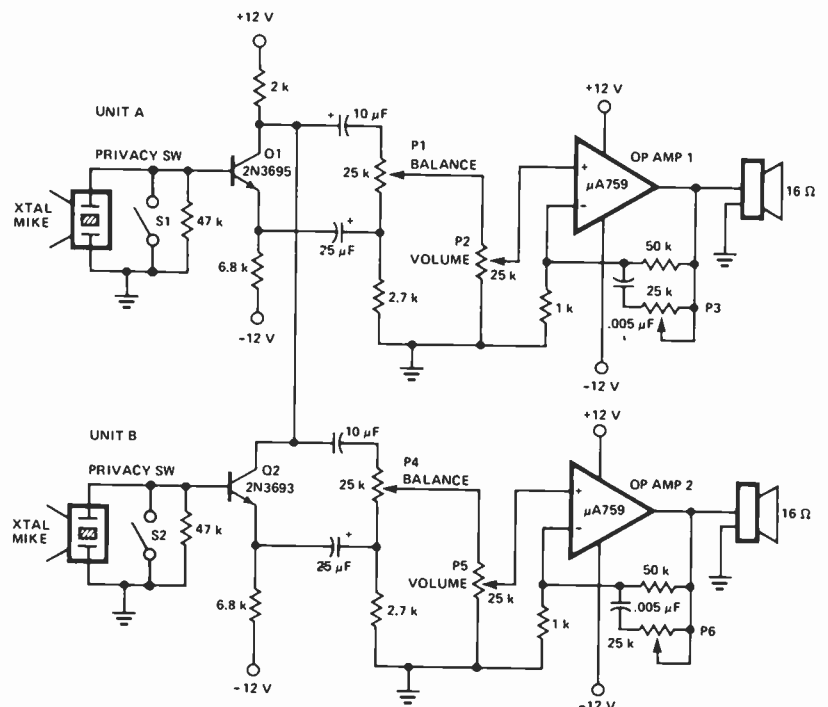 +12 V
2 k
UNIT A
10 µF
+
P1
BALANCE
+12 V
PRIVACY SW
Q1
2N3695
25 k
OP AMP 1
+
µA759
−
16 Ω
XTAL
MIKE
S1
47 k
+
25 µF
P2
VOLUME
25 k
6.8 k
50 k
2.7 k
1 k
25 k
P3
.005 µF
−12 V
−12 V
+12 V
UNIT B
10 µF
P4
BALANCE
PRIVACY SW
Q2
2N3693
25 k
OP AMP 2
+
µA759
−
16 Ω
XTAL
MIKE
S2
47 k
+
25 µF
P5
VOLUME
25 k
50 k
6.8 k
2.7 k
1 k
.005 µF
25 k
P6
−12 V
−12 V